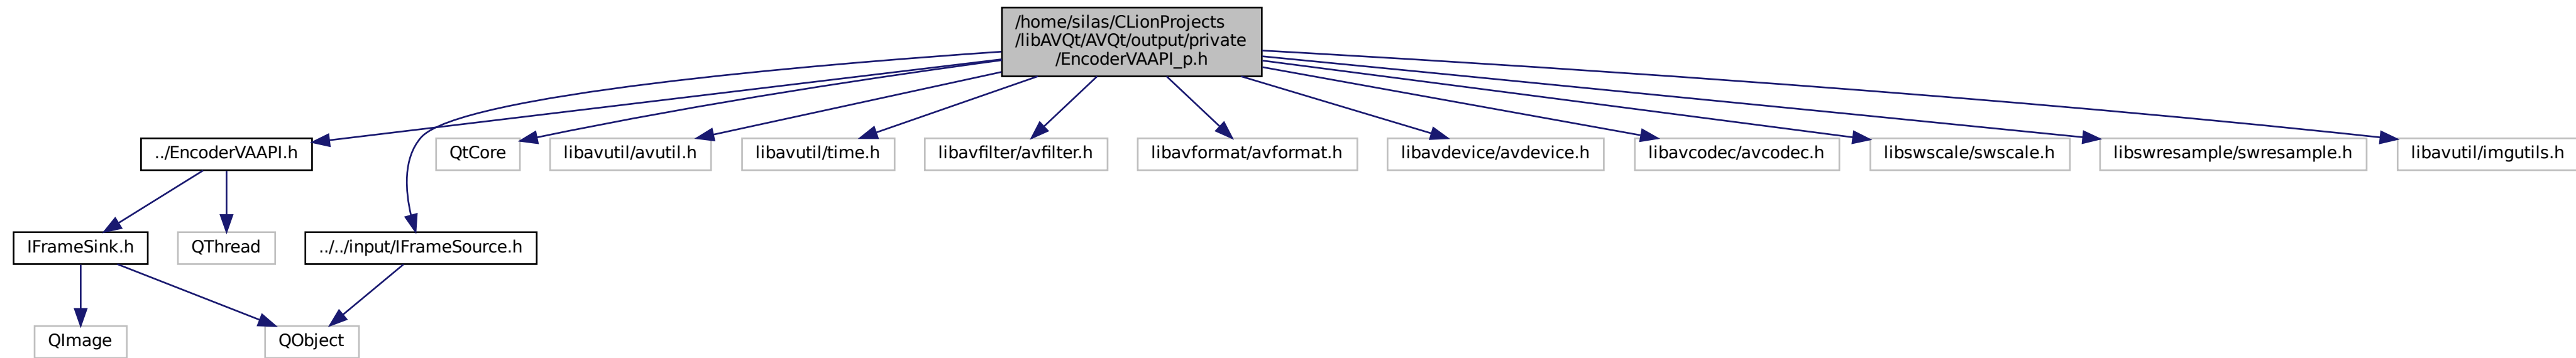 /home/silas/CLionProjects
/libAVQt/AVQt/output/private
/EncoderVAAPI_p.h
../EncoderVAAPI.h
QtCore
libavutil/avutil.h
libavutil/time.h
libavfilter/avfilter.h
libavformat/avformat.h
libavdevice/avdevice.h
libavcodec/avcodec.h
libswscale/swscale.h
libswresample/swresample.h
libavutil/imgutils.h
IFrameSink.h
QThread
../../input/IFrameSource.h
QImage
QObject